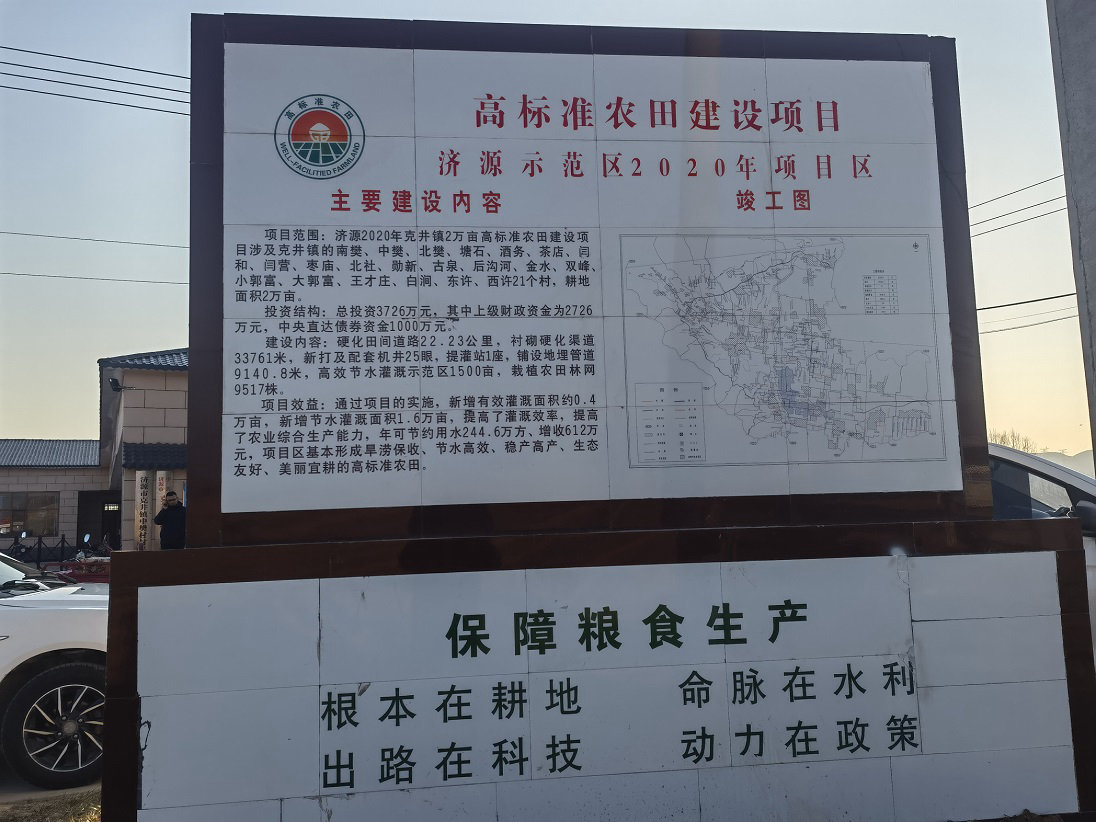 高标准农田
WELL-FACILITIED FARMLAND
高标准农田建设项目
济源示范区2020年项目区
主要建设内容
竣工图
项目范围：济源2020年克井镇2万亩高标准农田建设项
目涉及克井镇的南樊、中樊、北樊、塘石、酒务、茶店、闫
和、闫营、枣庙、北社、勋新、古泉、后沟河、金水、双峰、
小郭富、大郭富、王才庄、白涧、东许、西许21个村，耕地
面积2万亩。
投资结构：总投资3726万元，其中上级财政资金为2726
万元，中央直达债券资金1000万元。
建设内容：硬化田间道路22.23公里，衬砌硬化渠道
33761米，新打及配套机井25眼，提灌站1座，铺设地埋管道
9140.8米，高效节水灌溉示范区1500亩，栽植农田林网
9517株。
项目效益：通过项目的实施，新增有效灌溉面积约0.4
万亩，新增节水灌溉面积1.6万亩，提高了灌溉效率，提高
了农业综合生产能力，年可节约用水244.6万方、增收612万
元，项目区基本形成旱涝保收、节水高效、稳产高产、生态
友好、美丽宜耕的高标准农田。
保障粮食生产
根本在耕地 命脉在水利
出路在科技 动力在政策
济源市克井镇中樊村